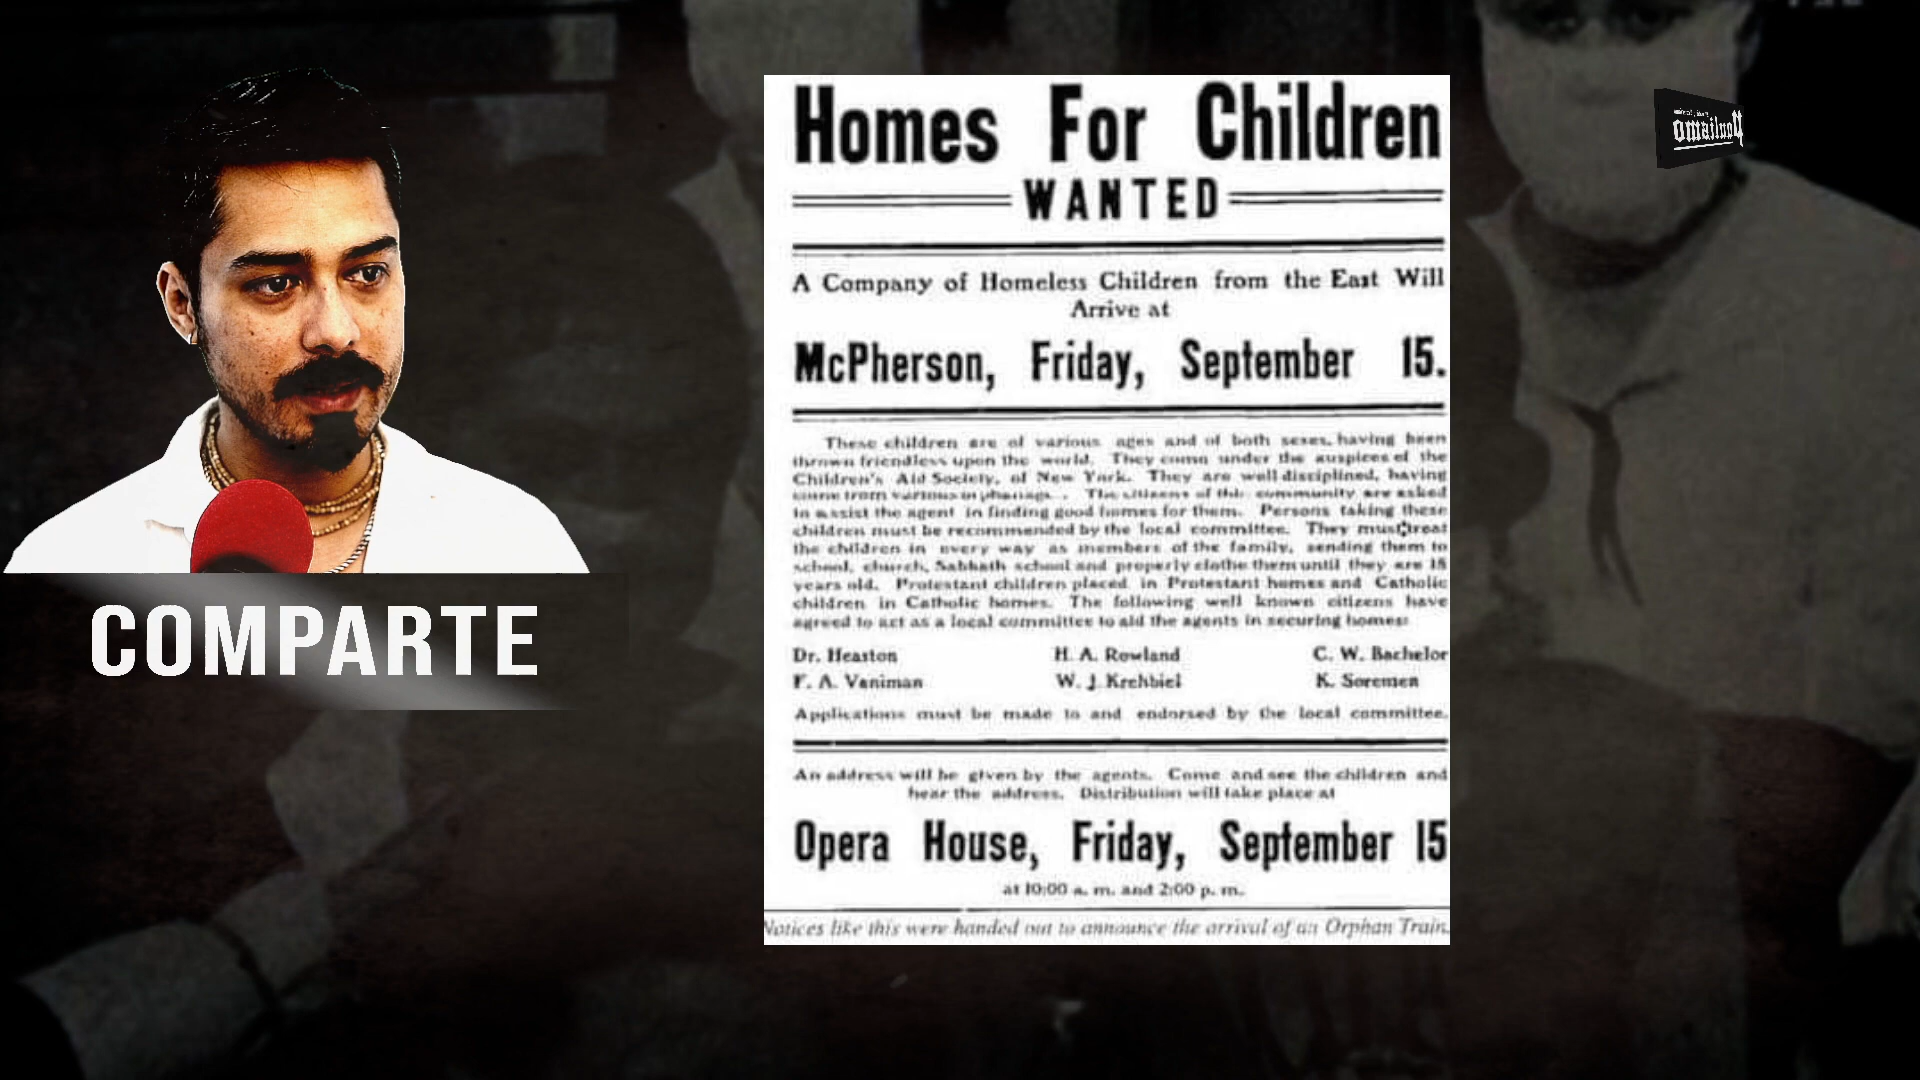 COMPARTE
Homes For Children
WANTED
A Company of Homeless Children from the East Will
Arrive at
McPherson, Friday, September 15.
These children are of various ages and of both sexes, having been
thrown friendless upon the world. They come under the auspices of the
Children's Aid Society, of New York. They are well disciplined, having
come from various orphanages. The citizens of this community are asked
to assist the agent in finding good homes for them. Persons taking these
children must be recommended by the local committee. They must treat
the children in every way as members of the family, sending them to
school, church, Sabbath school and properly clothe them until they are 18
years old. Protestant children placed in Protestant homes and Catholic
children in Catholic homes. The following well known citizens have
agreed to act as a local committee to aid the agents in securing homes:
Dr. Heaston H. A. Rowland C. W. Bachelor
F. A. Vaniman W. J. Krehbiel K. Sorensen
Applications must be made to and endorsed by the local committee.
An address will be given by the agents. Come and see the children and
hear the address. Distribution will take place at
Opera House, Friday, September 15
at 10:00 a. m. and 2:00 p. m.
Notices like this were handed out to announce the arrival of an Orphan Train.